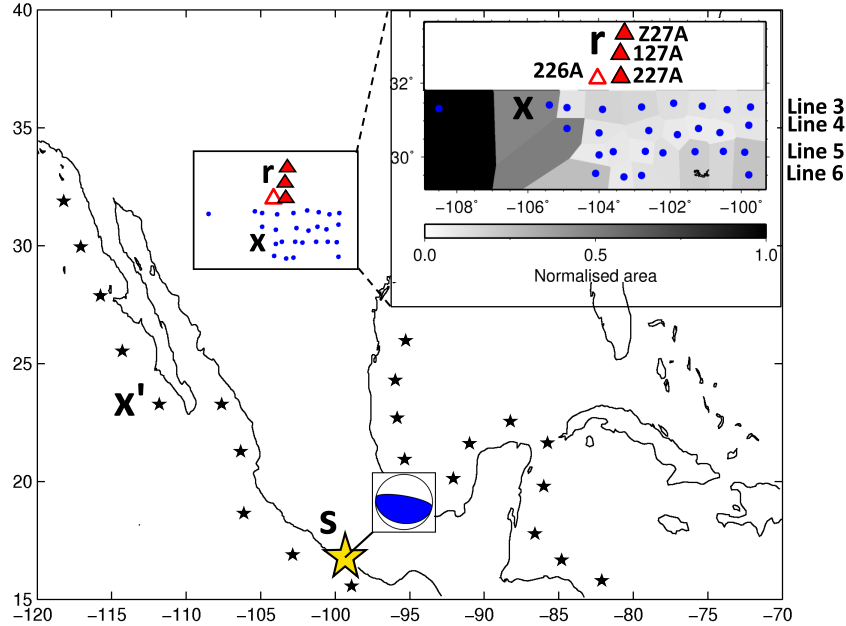 40
35
30
25
20
15
−120
−115
−110
−105
−100
−95
−90
−85
−80
−75
−70
r
X
X'
S
r
Z27A
127A
226A
227A
X
32°
30°
−108°
−106°
−104°
−102°
−100°
Line 3
Line 4
Line 5
Line 6
0.0
0.5
1.0
Normalised area